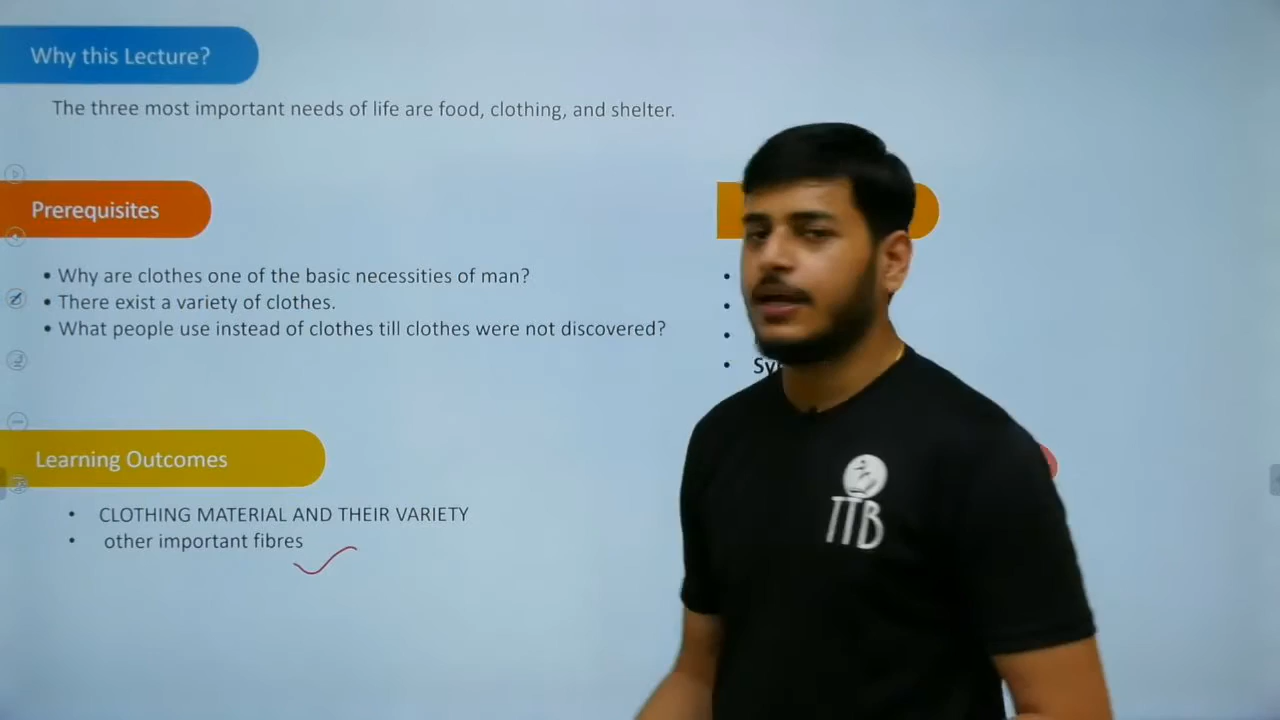 Why this Lecture?
The three most important needs of life are food, clothing, and shelter.
Prerequisites
• Why are clothes one of the basic necessities of man?
• There exist a variety of clothes.
• What people use instead of clothes till clothes were not discovered?
Learning Outcomes
• CLOTHING MATERIAL AND THEIR VARIETY
• other important fibres
TTB